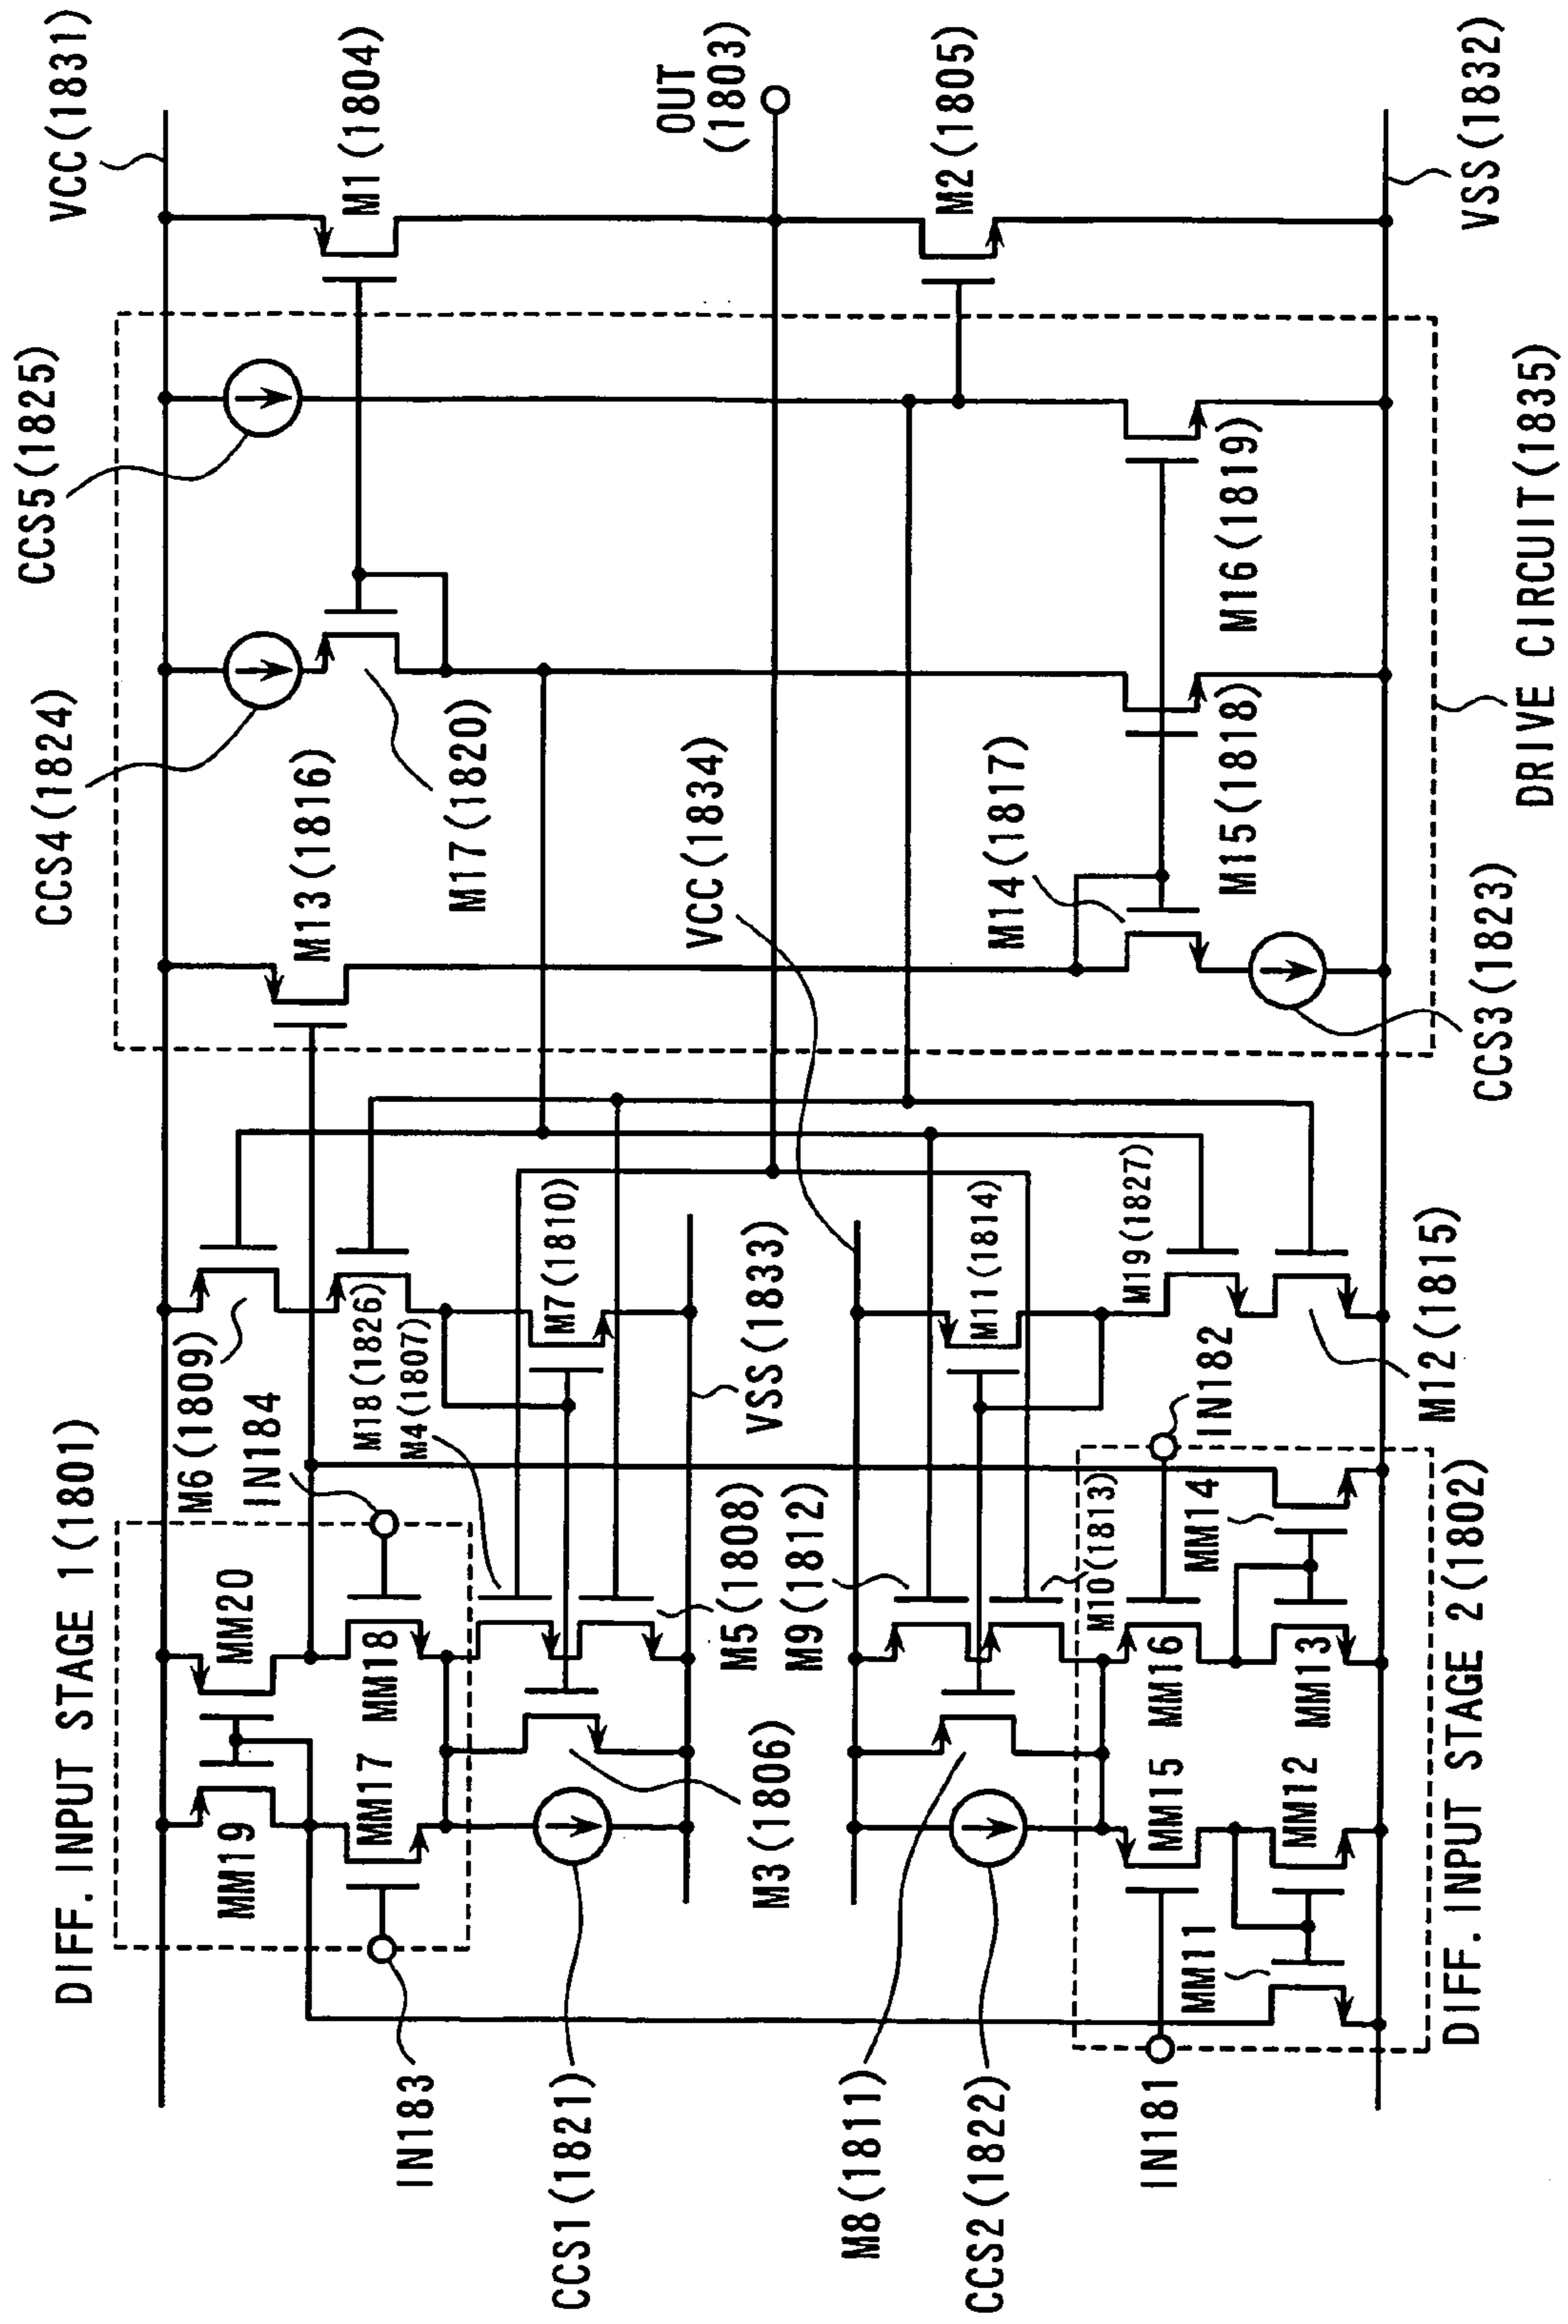 VCC(1831)
M1(1804)
OUT
(1803)
M2(1805)
VSS(1832)
CCS5(1825)
CCS4(1824)
M13(1816)
M17(1820)
VCC(1834)
M14(1817)
M15(1818)
M16(1819)
DRIVE CIRCUIT(1835)
CCS3(1823)
DIFF.INPUT STAGE 1(1801)
M6(1809)
IN184
M18(1826)
M4(1807)
M7(1810)
VSS(1833)
M11(1814)
M19(1827)
IN182
M12(1815)
MM20
MM18
M5(1808)
M9(1812)
M10(1813)
MM16
MM14
MM13
DIFF.INPUT STAGE 2(1802)
MM19
MM17
M3(1806)
MM15
MM12
MM11
IN183
CCS1(1821)
M8(1811)
CCS2(1822)
IN181